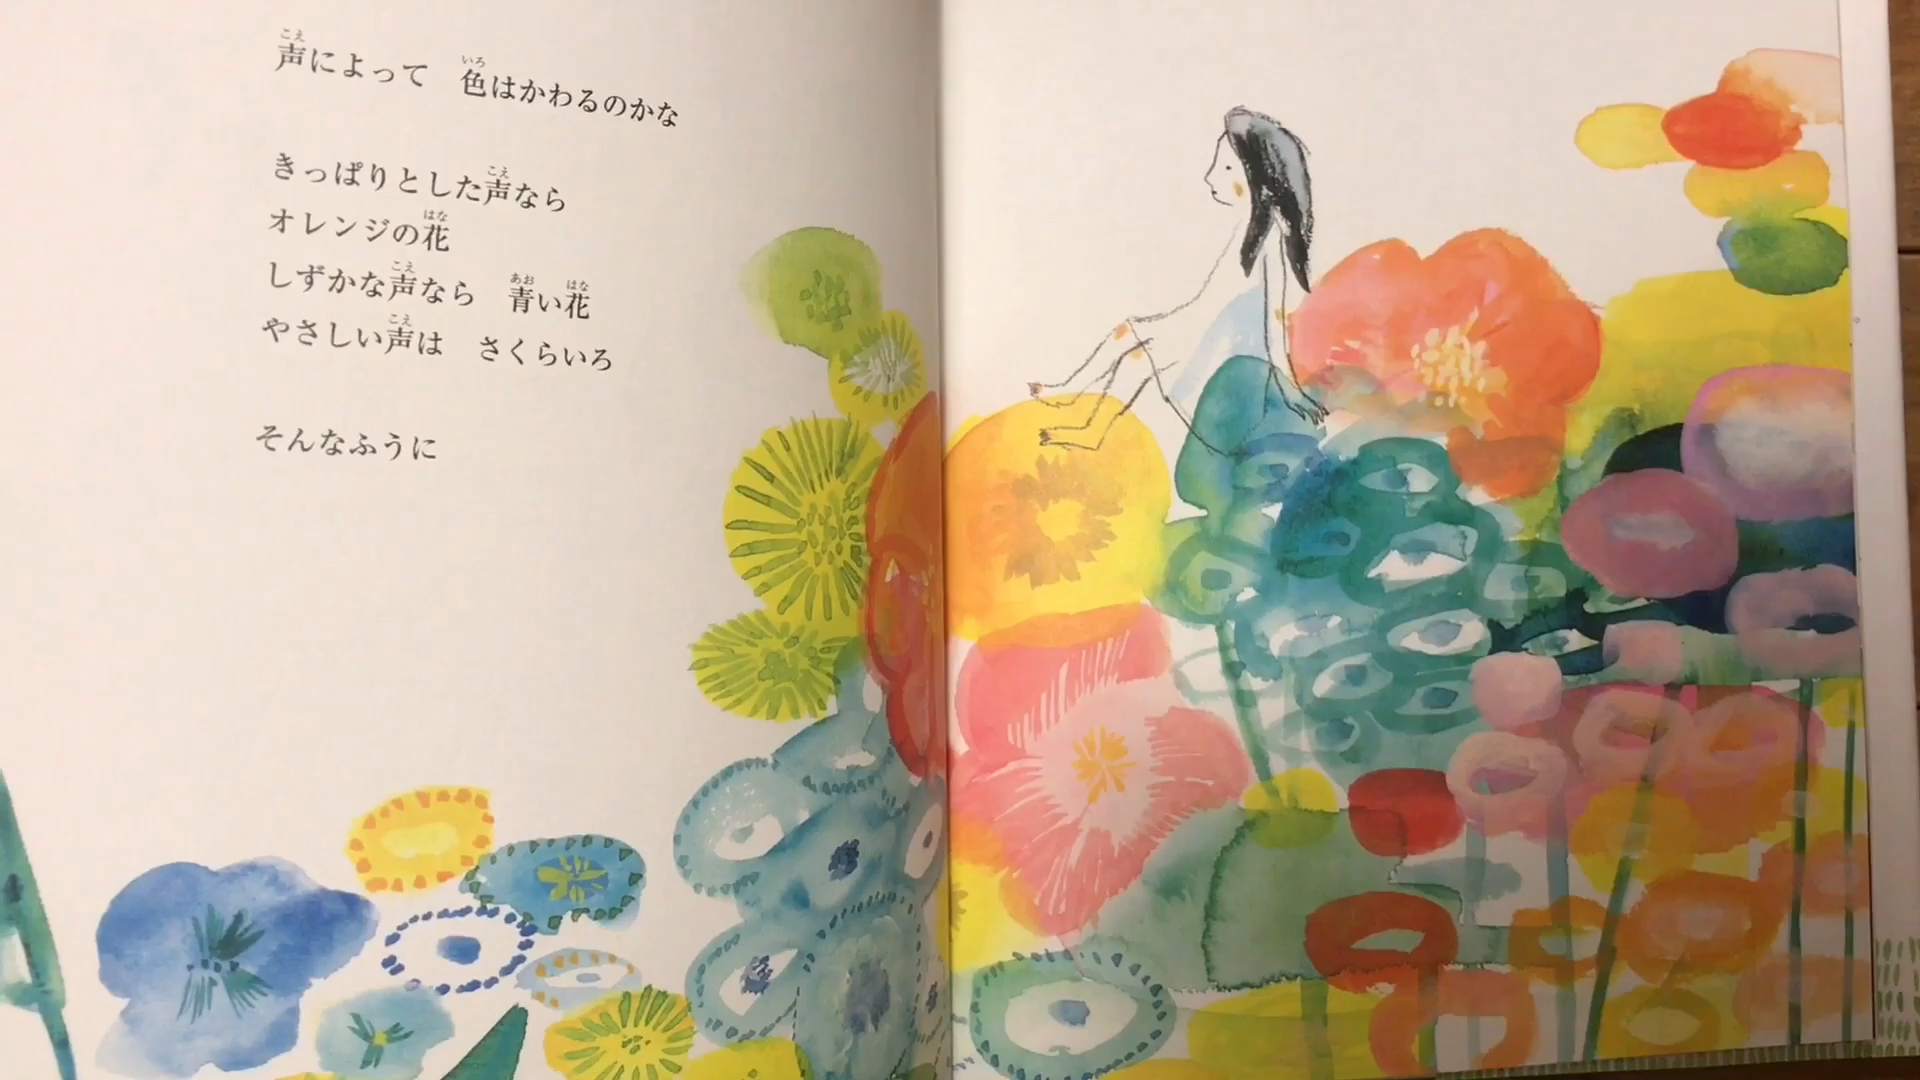 声によって　色はかわるのかな
きっぱりとした声なら
オレンジの花
しずかな声なら　青い花
やさしい声は　さくらいろ
そんなふうに